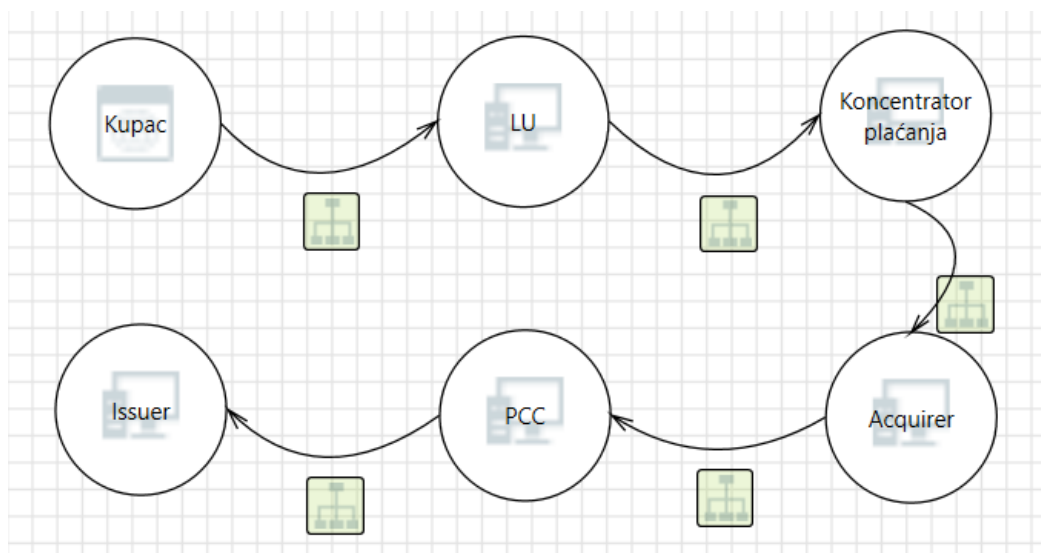 Kupac
LU
Koncentrator
plaćanja
Issuer
PCC
Acquirer